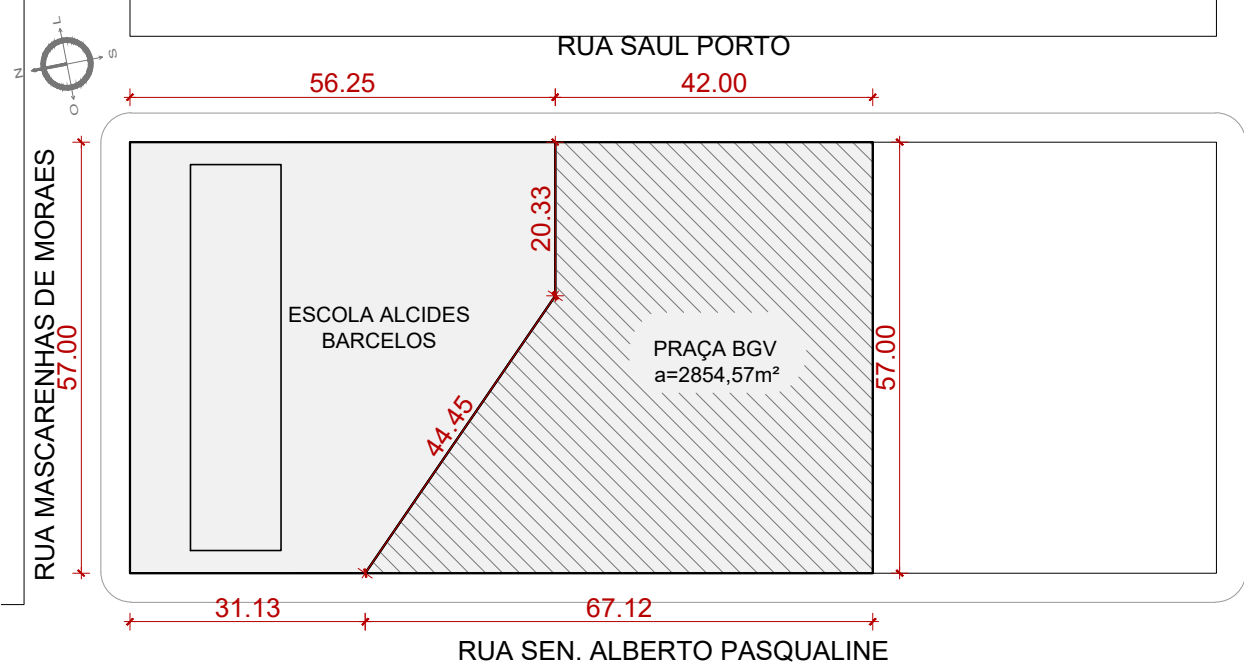 L
S
N
O
RUA SAUL PORTO
56.25
42.00
RUA MASCARENHAS DE MORAES
57.00
20.33
ESCOLA ALCIDES
BARCELOS
PRAÇA BGV
a=2854,57m²
57.00
44.45
31.13
67.12
RUA SEN. ALBERTO PASQUALINE